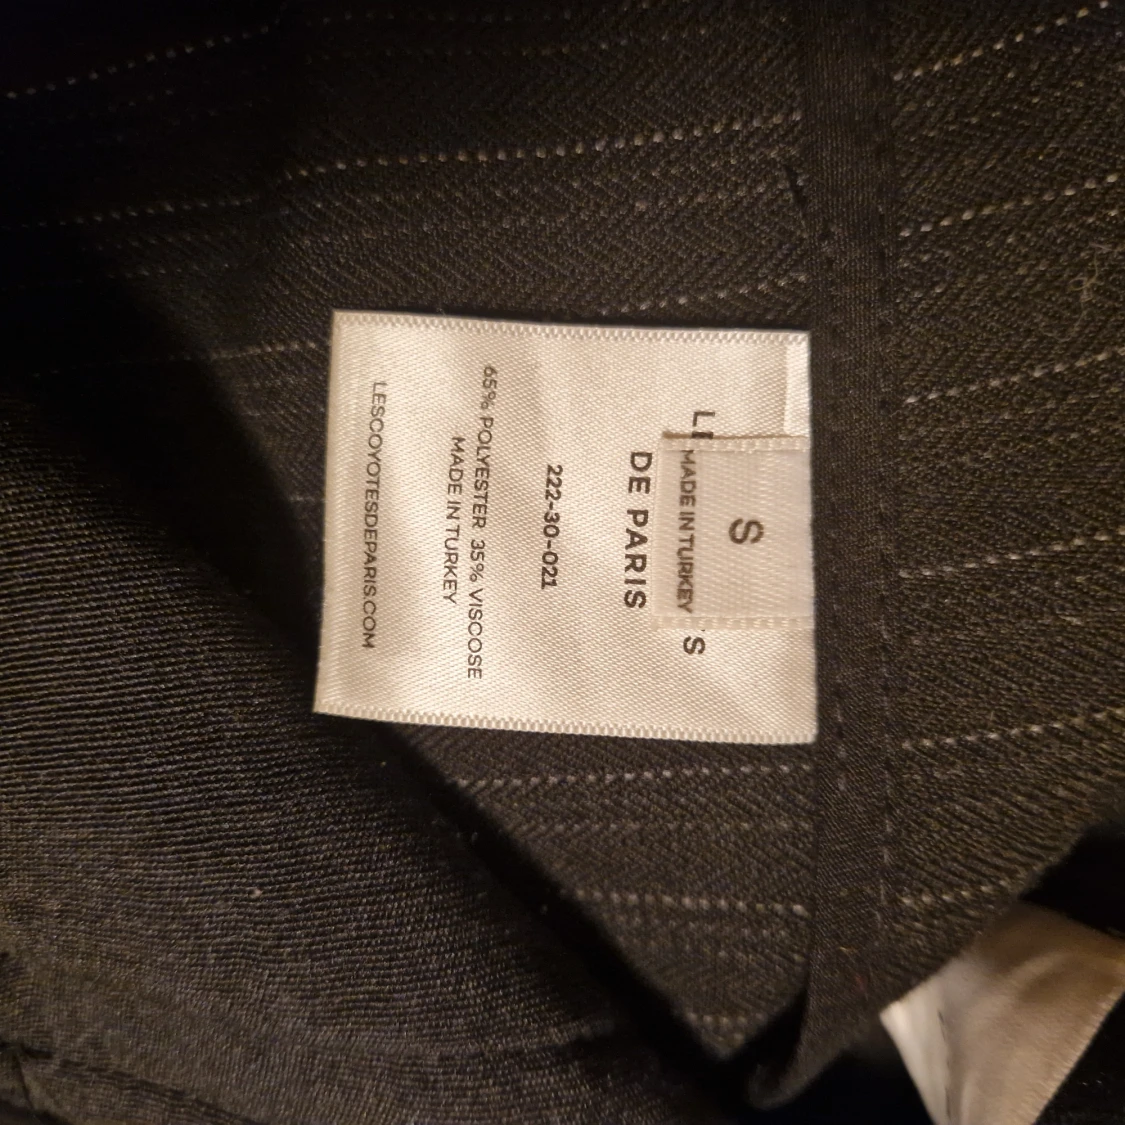 S
MADE IN TURKEY
DE PARIS
222-30-021
65% POLYESTER 35% VISCOSE
MADE IN TURKEY
LESCOYOTESDEPARIS.COM